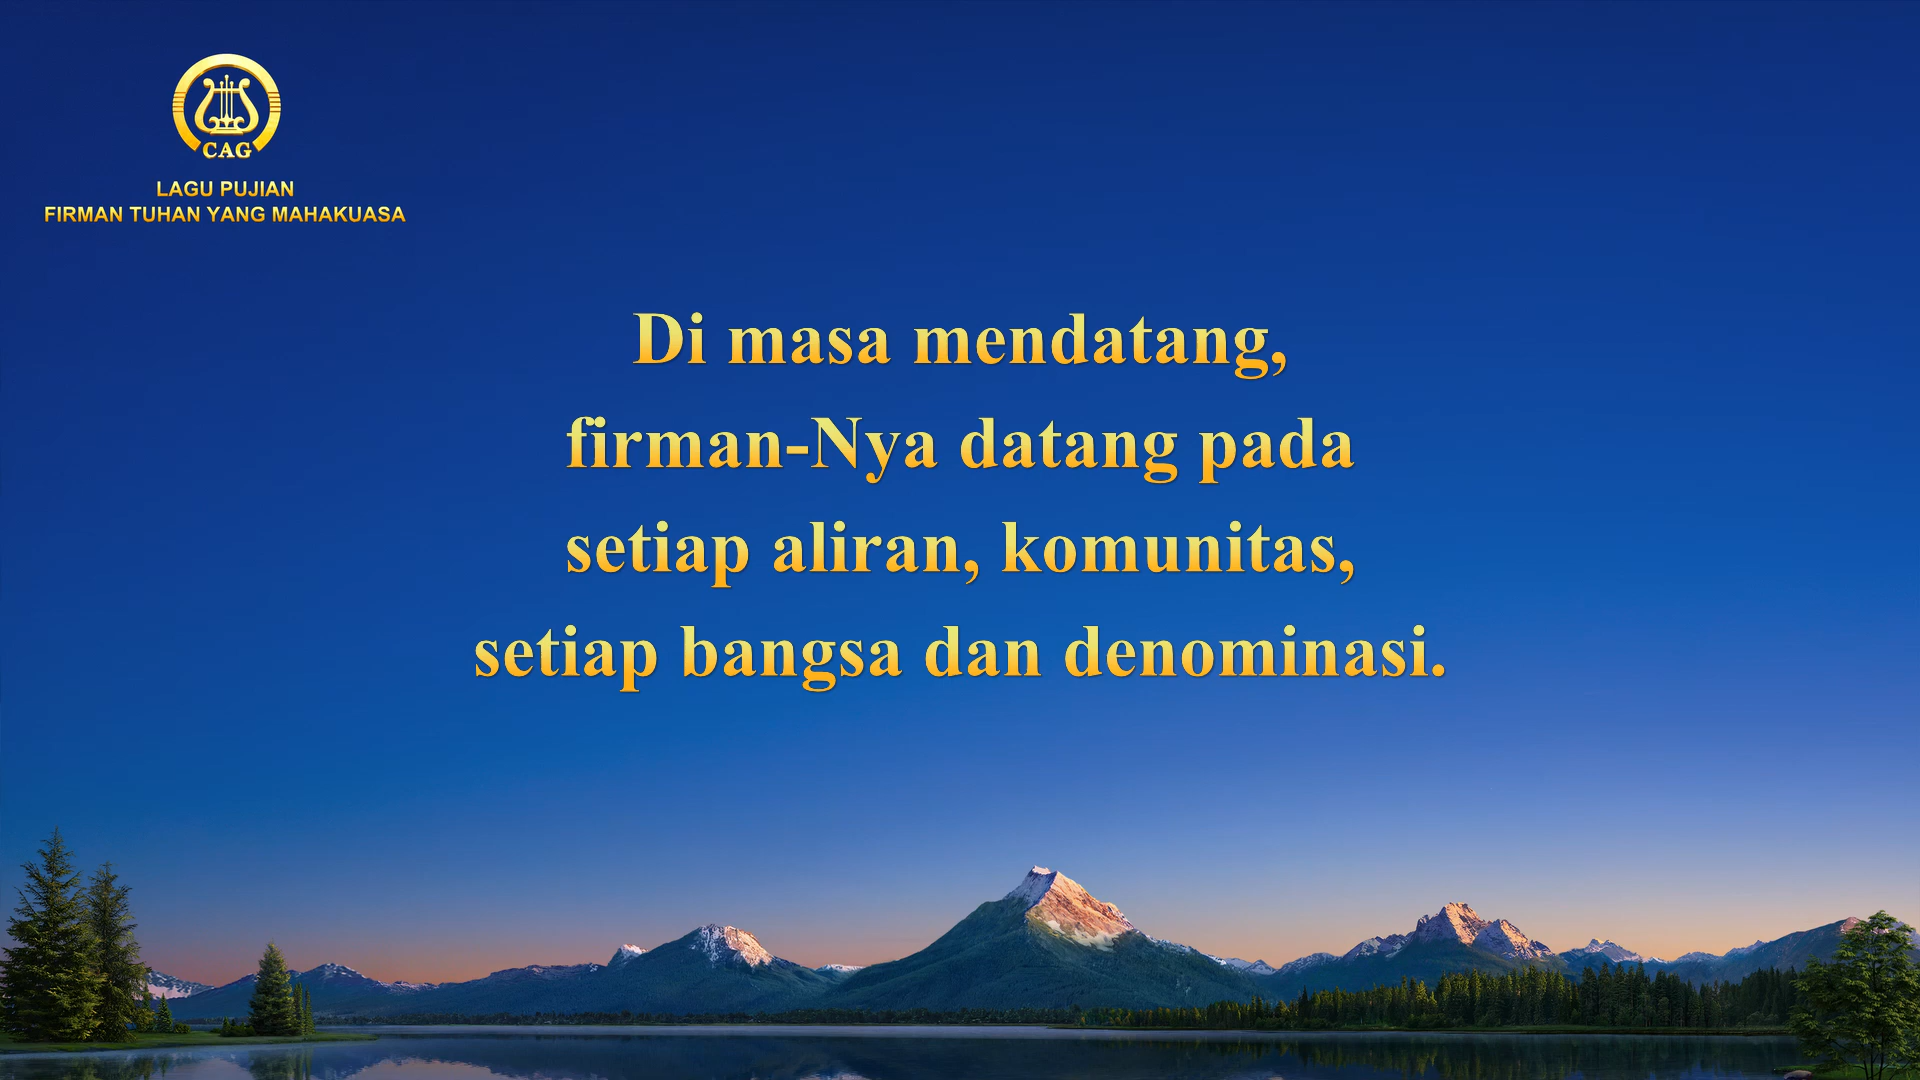 CAG
LAGU PUJIAN
FIRMAN TUHAN YANG MAHAKUASA
Di masa mendatang,
firman-Nya datang pada
setiap aliran, komunitas,
setiap bangsa dan denominasi.